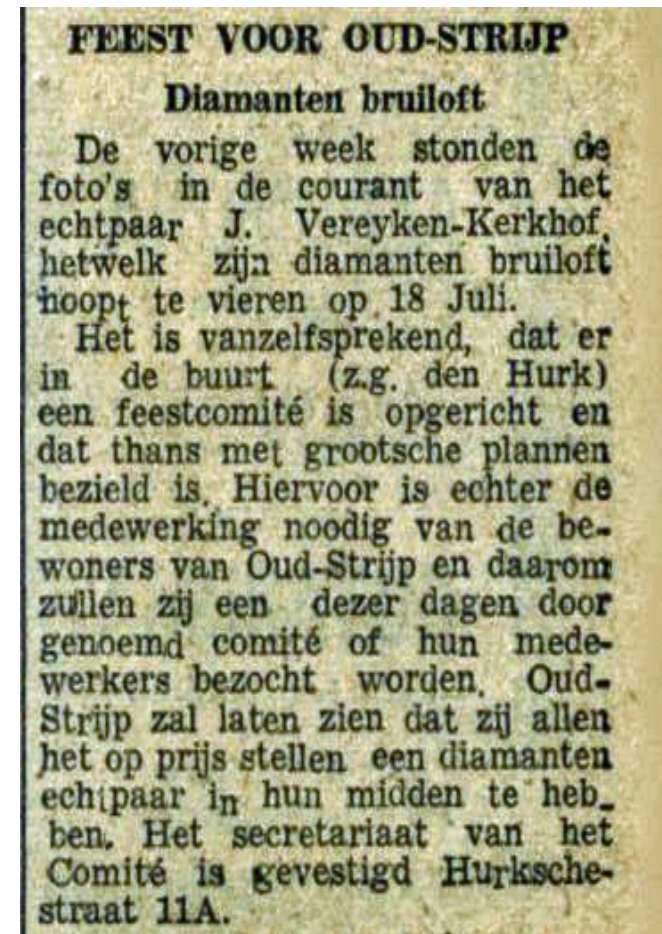 FEEST VOOR OUD-STRIJP
Diamanten bruiloft
De vorige week stonden de
foto's in de courant van het
echtpaar J. Vereyken-Kerkhof,
hetwelk zijn diamanten bruiloft
hoopt te vieren op 18 Juli.
Het is vanzelfsprekend, dat er
in de buurt (z.g. den Hurk)
een feestcomité is opgericht en
dat thans met grootsche plannen
bezield is. Hiervoor is echter de
medewerking noodig van de be-
woners van Oud-Strijp en daarom
zullen zij een dezer dagen door
genoemd comité of hun mede-
werkers bezocht worden. Oud-
Strijp zal laten zien dat zij allen
het op prijs stellen een diamanten
echtpaar in hun midden te heb-
ben. Het secretariaat van het
Comité is gevestigd Hurksche-
straat 11A.